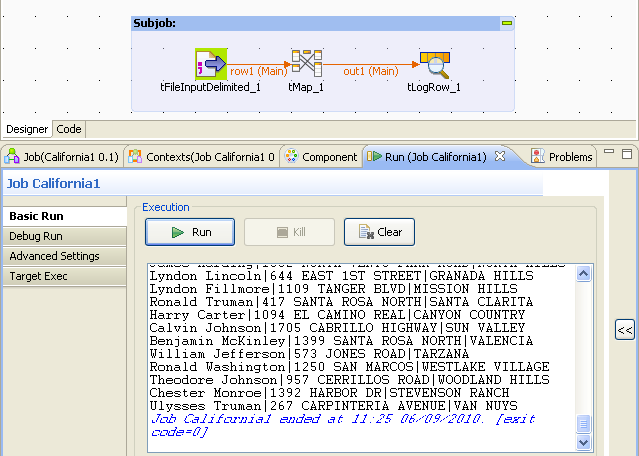 Subjob:
row1 (Main)
out1 (Main)
tFileInputDelimited_1
tMap_1
tLogRow_1
Designer
Code
Job(California1 0.1)
Contexts(Job California1 0
Component
Run (Job California1)
Problems
Job California1
Basic Run
Debug Run
Advanced Settings
Target Exec
Execution
Run
Kill
Clear
Lyndon Lincoln|644 EAST 1ST STREET|GRANADA HILLS
Lyndon Fillmore|1109 TANGER BLVD|MISSION HILLS
Ronald Truman|417 SANTA ROSA NORTH|SANTA CLARITA
Harry Carter|1094 EL CAMINO REAL|CANYON COUNTRY
Calvin Johnson|1705 CABRILLO HIGHWAY|SUN VALLEY
Benjamin McKinley|1399 SANTA ROSA NORTH|VALENCIA
William Jefferson|573 JONES ROAD|TARZANA
Ronald Washington|1250 SAN MARCOS|WESTLAKE VILLAGE
Theodore Johnson|957 CERRILLOS ROAD|WOODLAND HILLS
Chester Monroe|1392 HARBOR DR|STEVENSON RANCH
Ulysses Truman|267 CARPINTERIA AVENUE|VAN NUYS
Job California1 ended at 11:25 06/09/2010. [exit
code=0]
<<